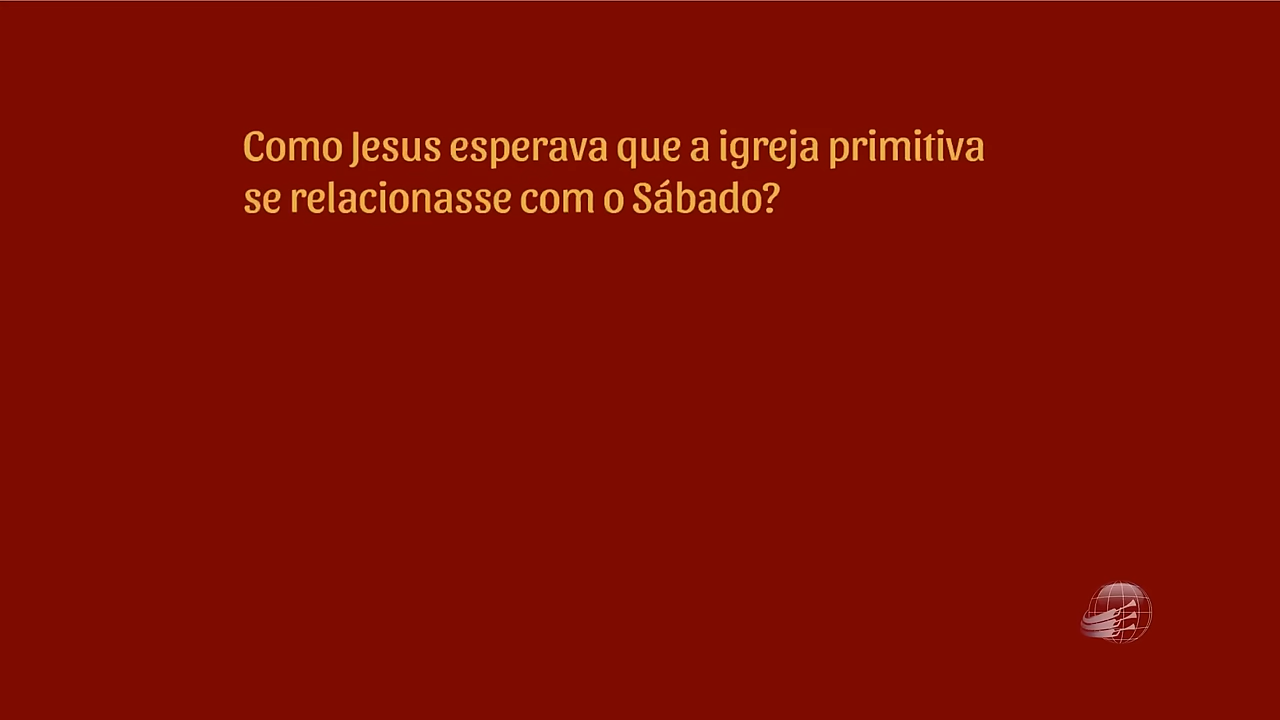 Como Jesus esperava que a igreja primitiva
se relacionasse com o Sábado?